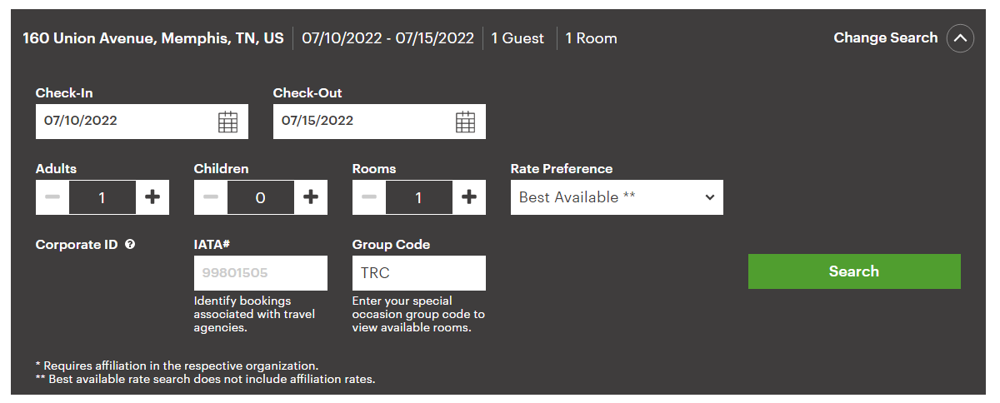 160 Union Avenue, Memphis, TN, US 07/10/2022 - 07/15/2022 1 Guest 1 Room Change Search
Check-In Check-Out
07/10/2022 07/15/2022
Adults Children Rooms Rate Preference
1 0 1 Best Available **
Corporate ID ? IATA# Group Code
99801505 TRC Search
Identify bookings Enter your special
associated with travel occasion group code to
agencies. view available rooms.
* Requires affiliation in the respective organization.
** Best available rate search does not include affiliation rates.